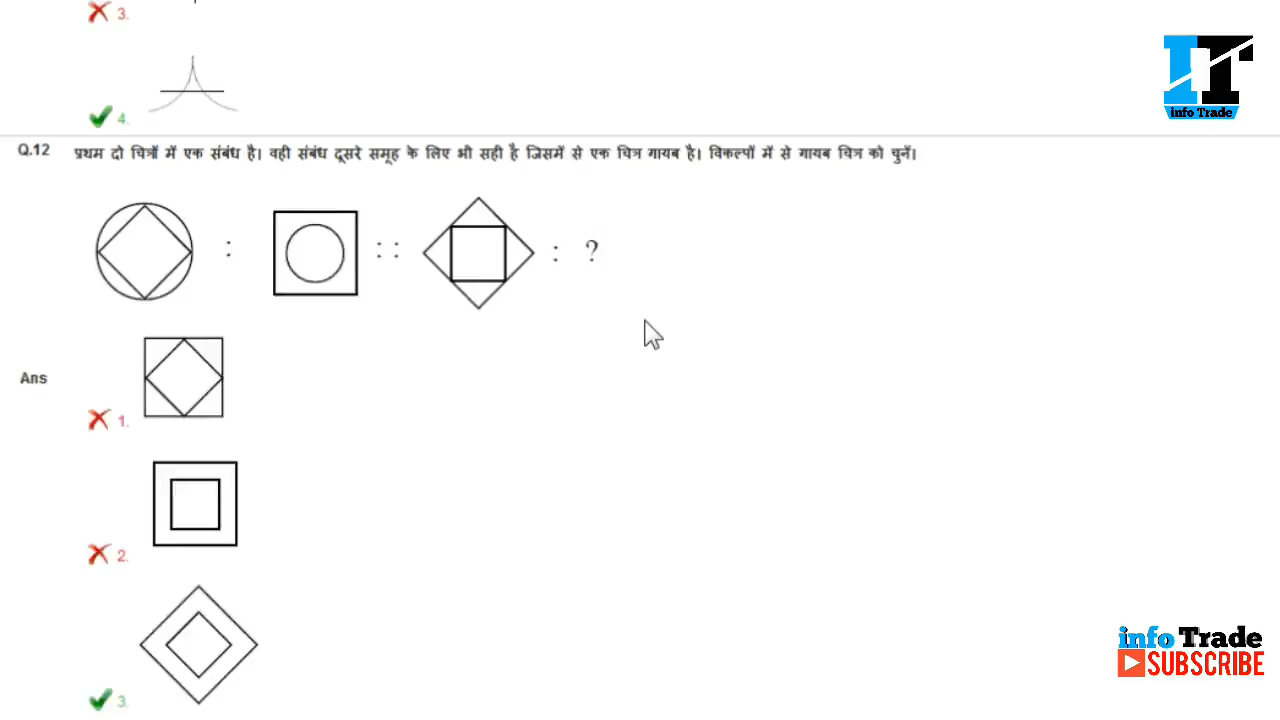 3.
4.
info Trade
Q.12 प्रथम दो चित्रों में एक संबंध है। वही संबंध दूसरे समूह के लिए भी सही है जिसमें से एक चित्र गायब है। विकल्पों में से गायब चित्र को चुनें।
: :: : ?
Ans
1.
2.
3.
info Trade
SUBSCRIBE